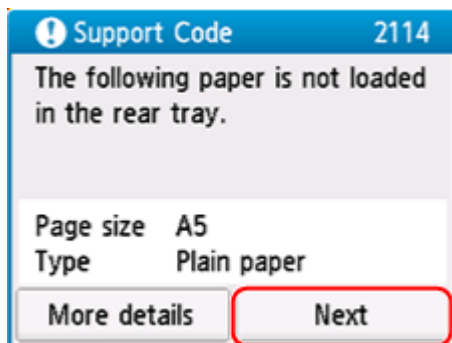 Support Code 2114
The following paper is not loaded
in the rear tray.
Page size A5
Type Plain paper
More details Next